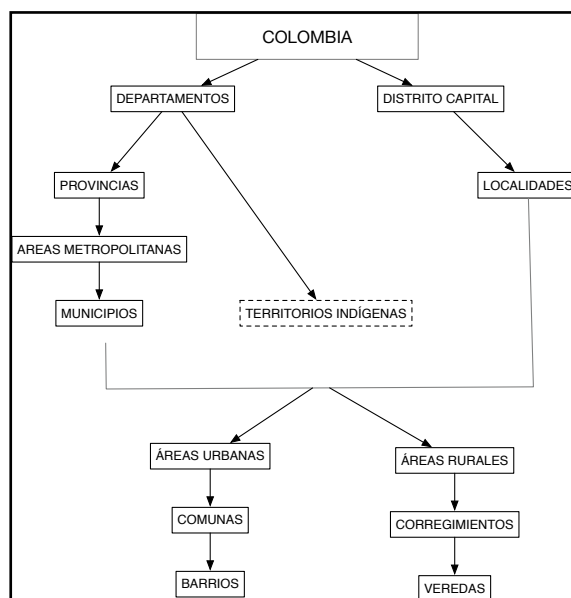 COLOMBIA
DEPARTAMENTOS
DISTRITO CAPITAL
PROVINCIAS
LOCALIDADES
AREAS METROPOLITANAS
MUNICIPIOS
TERRITORIOS INDÍGENAS
ÁREAS URBANAS
ÁREAS RURALES
COMUNAS
CORREGIMIENTOS
BARRIOS
VEREDAS